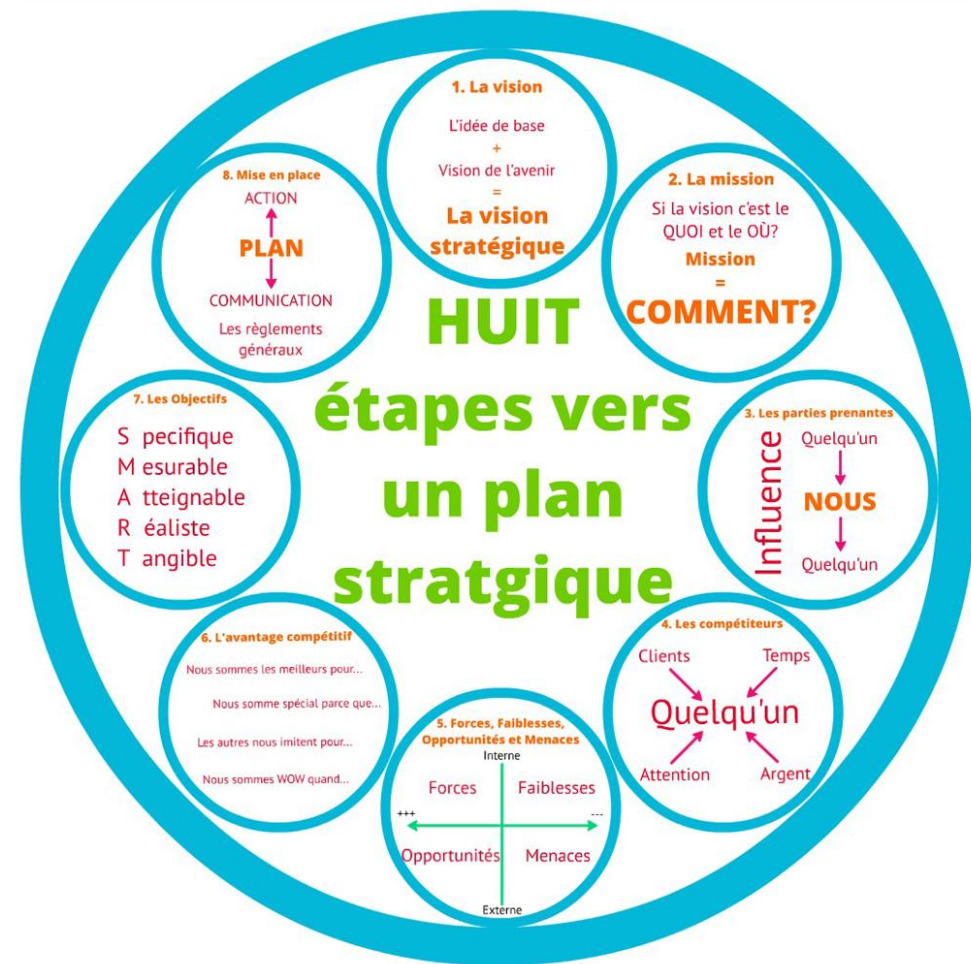 HUIT
étapes vers
un plan
stratgique
1. La vision
L'idée de base
+
Vision de l'avenir
=
La vision
stratégique
2. La mission
Si la vision c'est le
QUOI et le OÙ?
Mission
=
COMMENT?
3. Les parties prenantes
Influence
Quelqu'un
NOUS
Quelqu'un
4. Les compétiteurs
Clients
Temps
Quelqu'un
Attention
Argent
5. Forces, Faiblesses,
Opportunités et Menaces
Interne
Forces
Faiblesses
+++
---
Opportunités
Menaces
Externe
6. L'avantage compétitif
Nous sommes les meilleurs pour...
Nous somme spécial parce que...
Les autres nous imitent pour...
Nous sommes WOW quand...
7. Les Objectifs
S pecifique
M esurable
A tteignable
R éaliste
T angible
8. Mise en place
ACTION
PLAN
COMMUNICATION
Les règlements
généraux